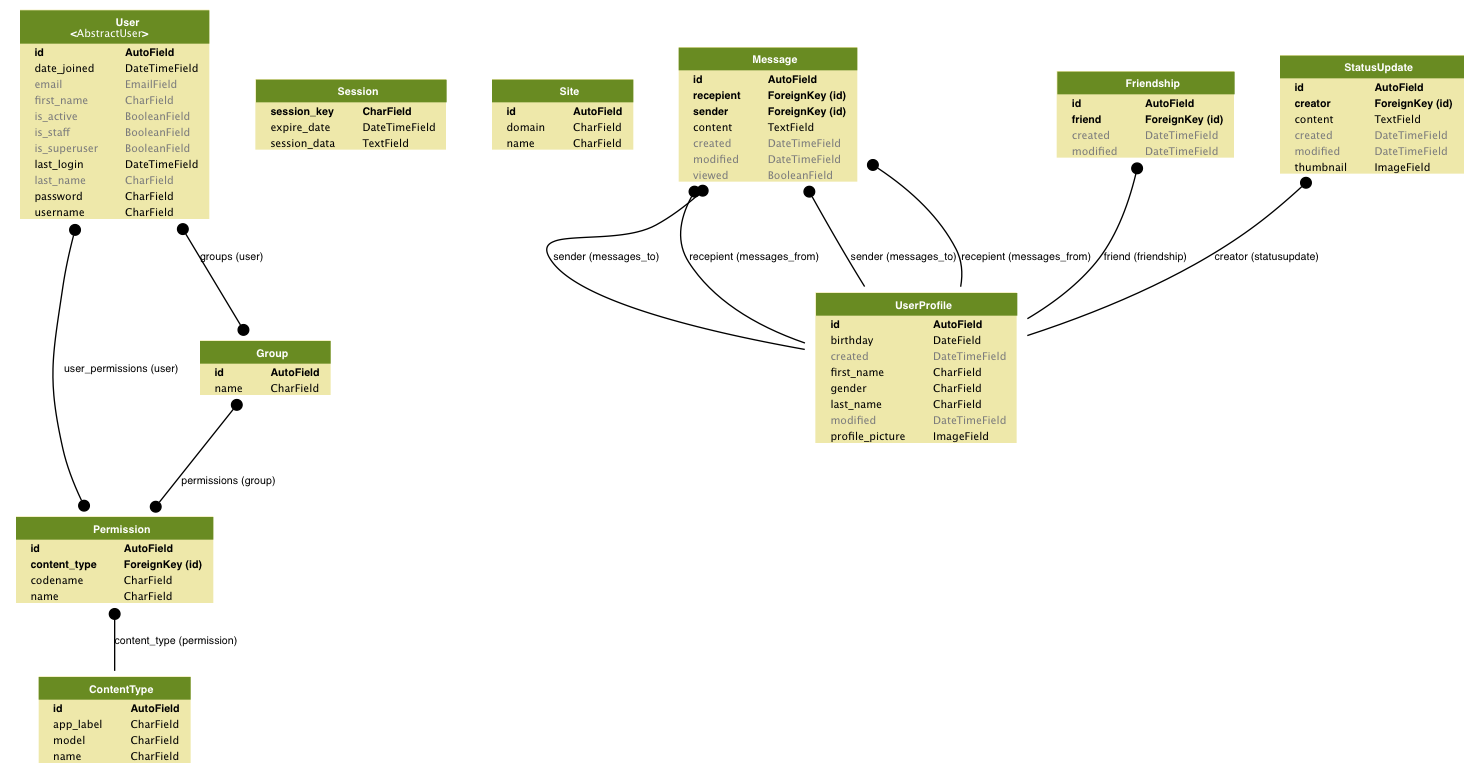 User
<AbstractUser>
id AutoField
date_joined DateTimeField
email EmailField
first_name CharField
is_active BooleanField
is_staff BooleanField
is_superuser BooleanField
last_login DateTimeField
last_name CharField
password CharField
username CharField
Session
session_key CharField
expire_date DateTimeField
session_data TextField
Site
id AutoField
domain CharField
name CharField
Message
id AutoField
recepient ForeignKey (id)
sender ForeignKey (id)
content TextField
created DateTimeField
modified DateTimeField
viewed BooleanField
Friendship
id AutoField
friend ForeignKey (id)
created DateTimeField
modified DateTimeField
StatusUpdate
id AutoField
creator ForeignKey (id)
content TextField
created DateTimeField
modified DateTimeField
thumbnail ImageField
groups (user)
sender (messages_to)
recepient (messages_from)
sender (messages_to)
recepient (messages_from)
friend (friendship)
creator (statusupdate)
UserProfile
id AutoField
birthday DateField
created DateTimeField
first_name CharField
gender CharField
last_name CharField
modified DateTimeField
profile_picture ImageField
user_permissions (user)
Group
id AutoField
name CharField
permissions (group)
Permission
id AutoField
content_type ForeignKey (id)
codename CharField
name CharField
content_type (permission)
ContentType
id AutoField
app_label CharField
model CharField
name CharField